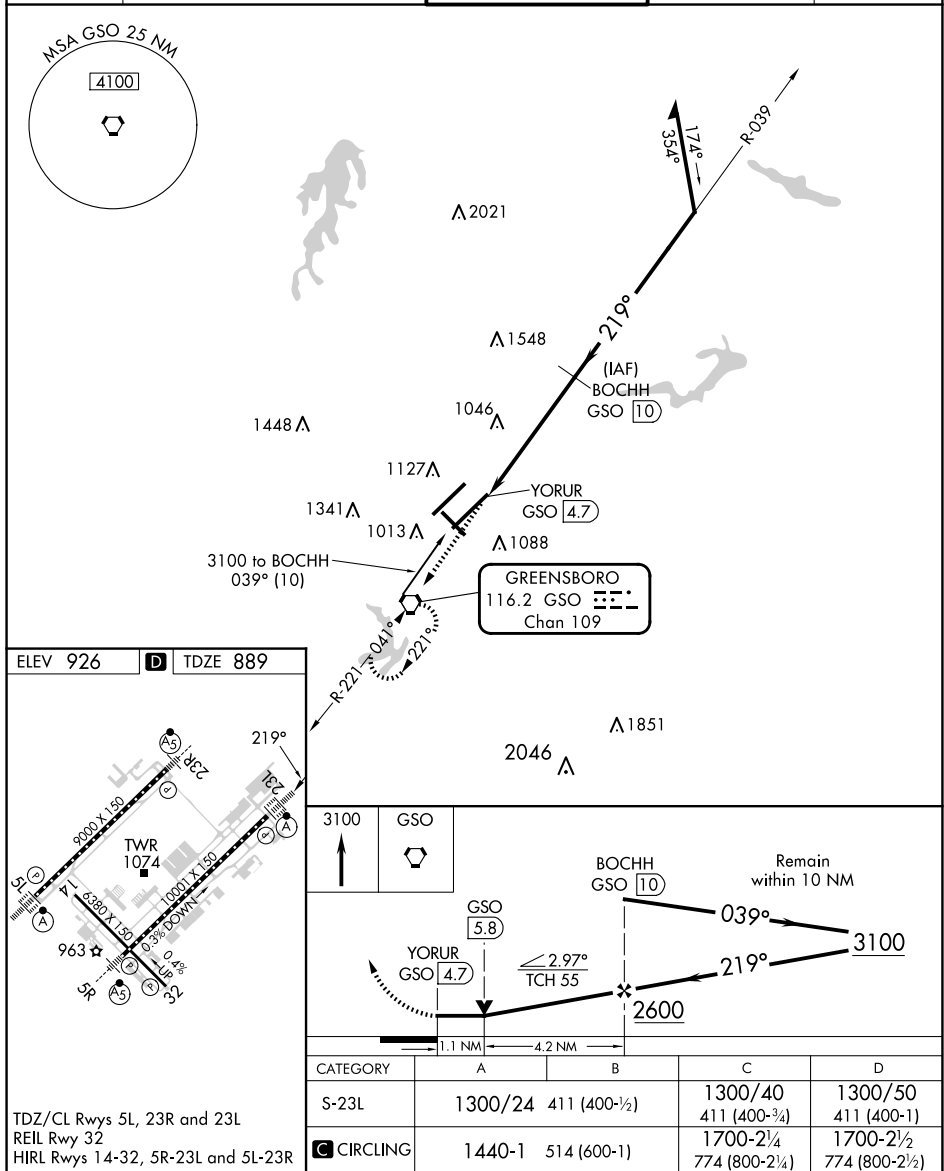 MSA GSO 25 NM
4100
R-039
174°
354°
2021
219°
1548
(IAF)
BOCHH
GSO 10
1046
1448
1127
YORUR
GSO 4.7
1341
1013
1088
3100 to BOCHH
039° (10)
GREENSBORO
116.2 GSO
Chan 109
R-221
041°
221°
1851
2046
ELEV 926
D
TDZE 889
219°
A5
23R
23L
P
P
A
9000 X 150
TWR
1074
10001 X 150
0.3% DOWN
5L
P
A
14
6380 X 150
963
P
0.4%
UP
5R
A5
P
32
TDZ/CL Rwys 5L, 23R and 23L
REIL Rwy 32
HIRL Rwys 14-32, 5R-23L and 5L-23R
3100
GSO
BOCHH
GSO 10
Remain
within 10 NM
039°
3100
GSO
5.8
YORUR
GSO 4.7
2.97°
TCH 55
219°
2600
1.1 NM
4.2 NM
CATEGORY A B C D
S-23L 1300/24 411 (400-½) 1300/40 411 (400-¾) 1300/50 411 (400-1)
C CIRCLING 1440-1 514 (600-1) 1700-2¼ 774 (800-2¼) 1700-2½ 774 (800-2½)